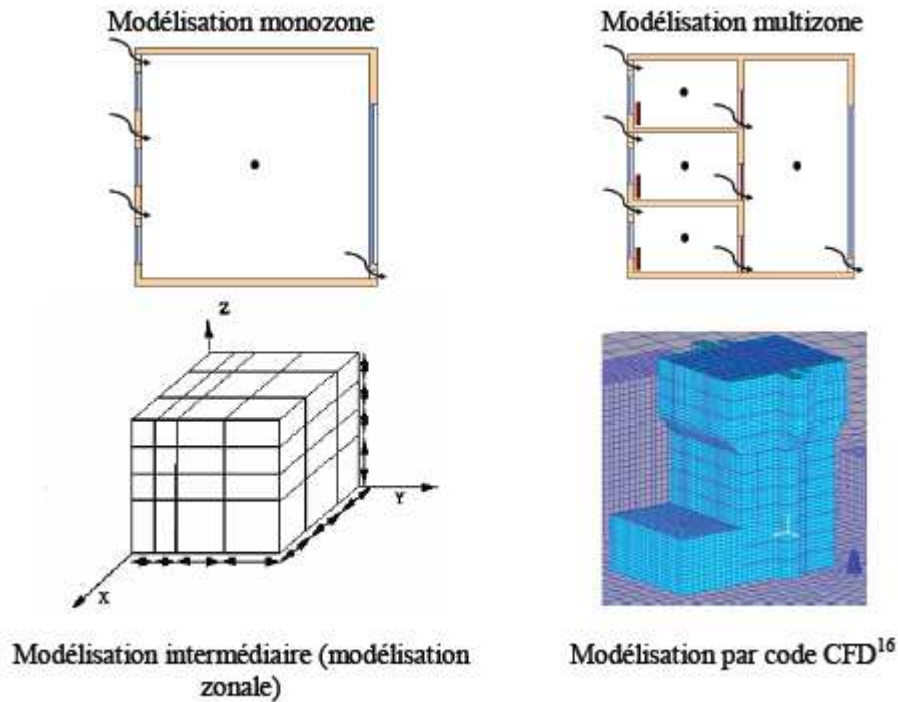 Modélisation monozone
Modélisation multizone
Z
Y
X
Modélisation intermédiaire (modélisation
zonale)
Modélisation par code CFD16